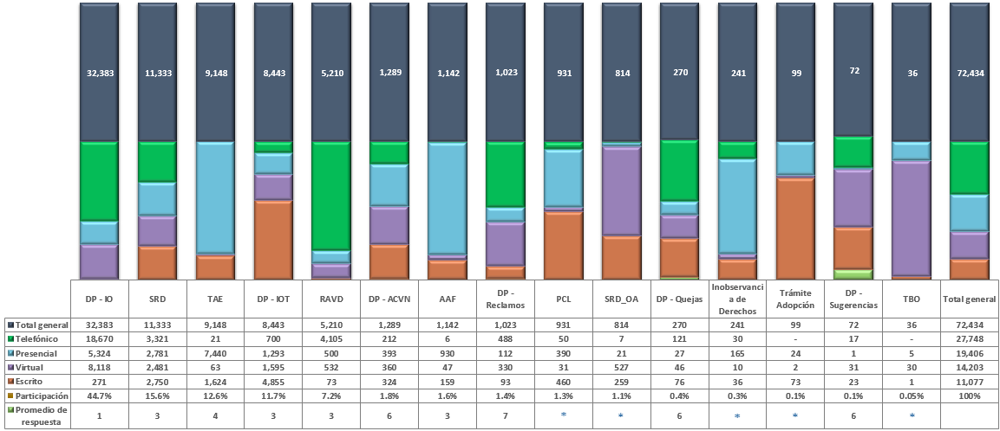 32,383 11,333 9,148 8,443 5,210 1,289 1,142 1,023 931 814 270 241 99 72 36 72,434
DP - IO SRD TAE DP - IOT RAVD DP - ACVN AAF DP - Reclamos PCL SRD_OA DP - Quejas Inobservancia de Derechos Trámite Adopción DP - Sugerencias TBO Total general
Total general 32,383 11,333 9,148 8,443 5,210 1,289 1,142 1,023 931 814 270 241 99 72 36 72,434
Telefónico 18,670 3,321 21 700 4,105 212 6 488 50 7 121 30 - 17 - 27,748
Presencial 5,324 2,781 7,440 1,293 500 393 930 112 390 21 27 165 24 1 5 19,406
Virtual 8,118 2,481 63 1,595 532 360 47 330 31 527 46 10 2 31 30 14,203
Escrito 271 2,750 1,624 4,855 73 324 159 93 460 259 76 36 73 23 1 11,077
Participación 44.7% 15.6% 12.6% 11.7% 7.2% 1.8% 1.6% 1.4% 1.3% 1.1% 0.4% 0.3% 0.1% 0.1% 0.05% 100%
Promedio de respuesta 1 3 4 3 3 6 3 7 * * 6 * * 6 *